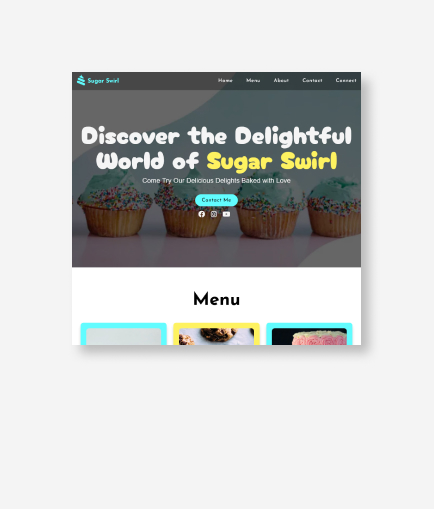 Sugar Swirl
Home Menu About Contact Connect
Discover the Delightful
World of Sugar Swirl
Come Try Our Delicious Delights Baked with Love
Contact Me
Menu